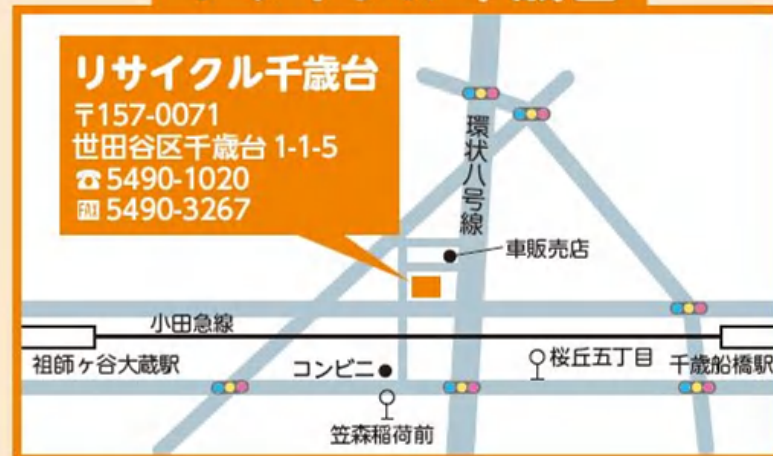 リサイクル千歳台
〒157-0071
世田谷区千歳台 1-1-5
☎ 5490-1020
FAX 5490-3267
環状八号線
車販売店
小田急線
祖師ヶ谷大蔵駅
コンビニ
桜丘五丁目
千歳船橋駅
笠森稲荷前